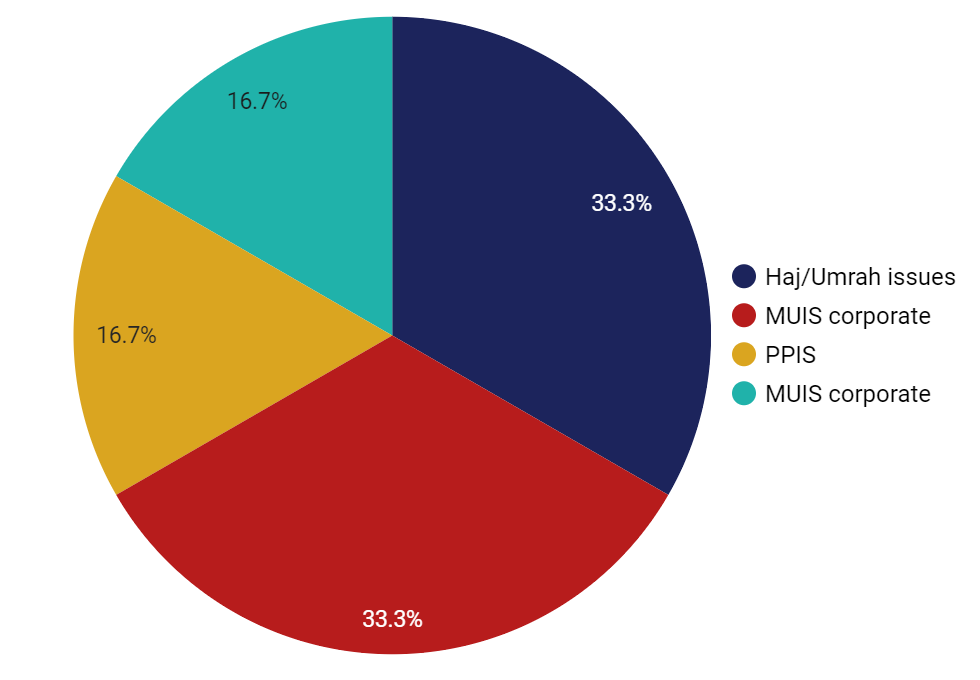 16.7%
33.3%
16.7%
33.3%
Haj/Umrah issues
MUIS corporate
PPIS
MUIS corporate